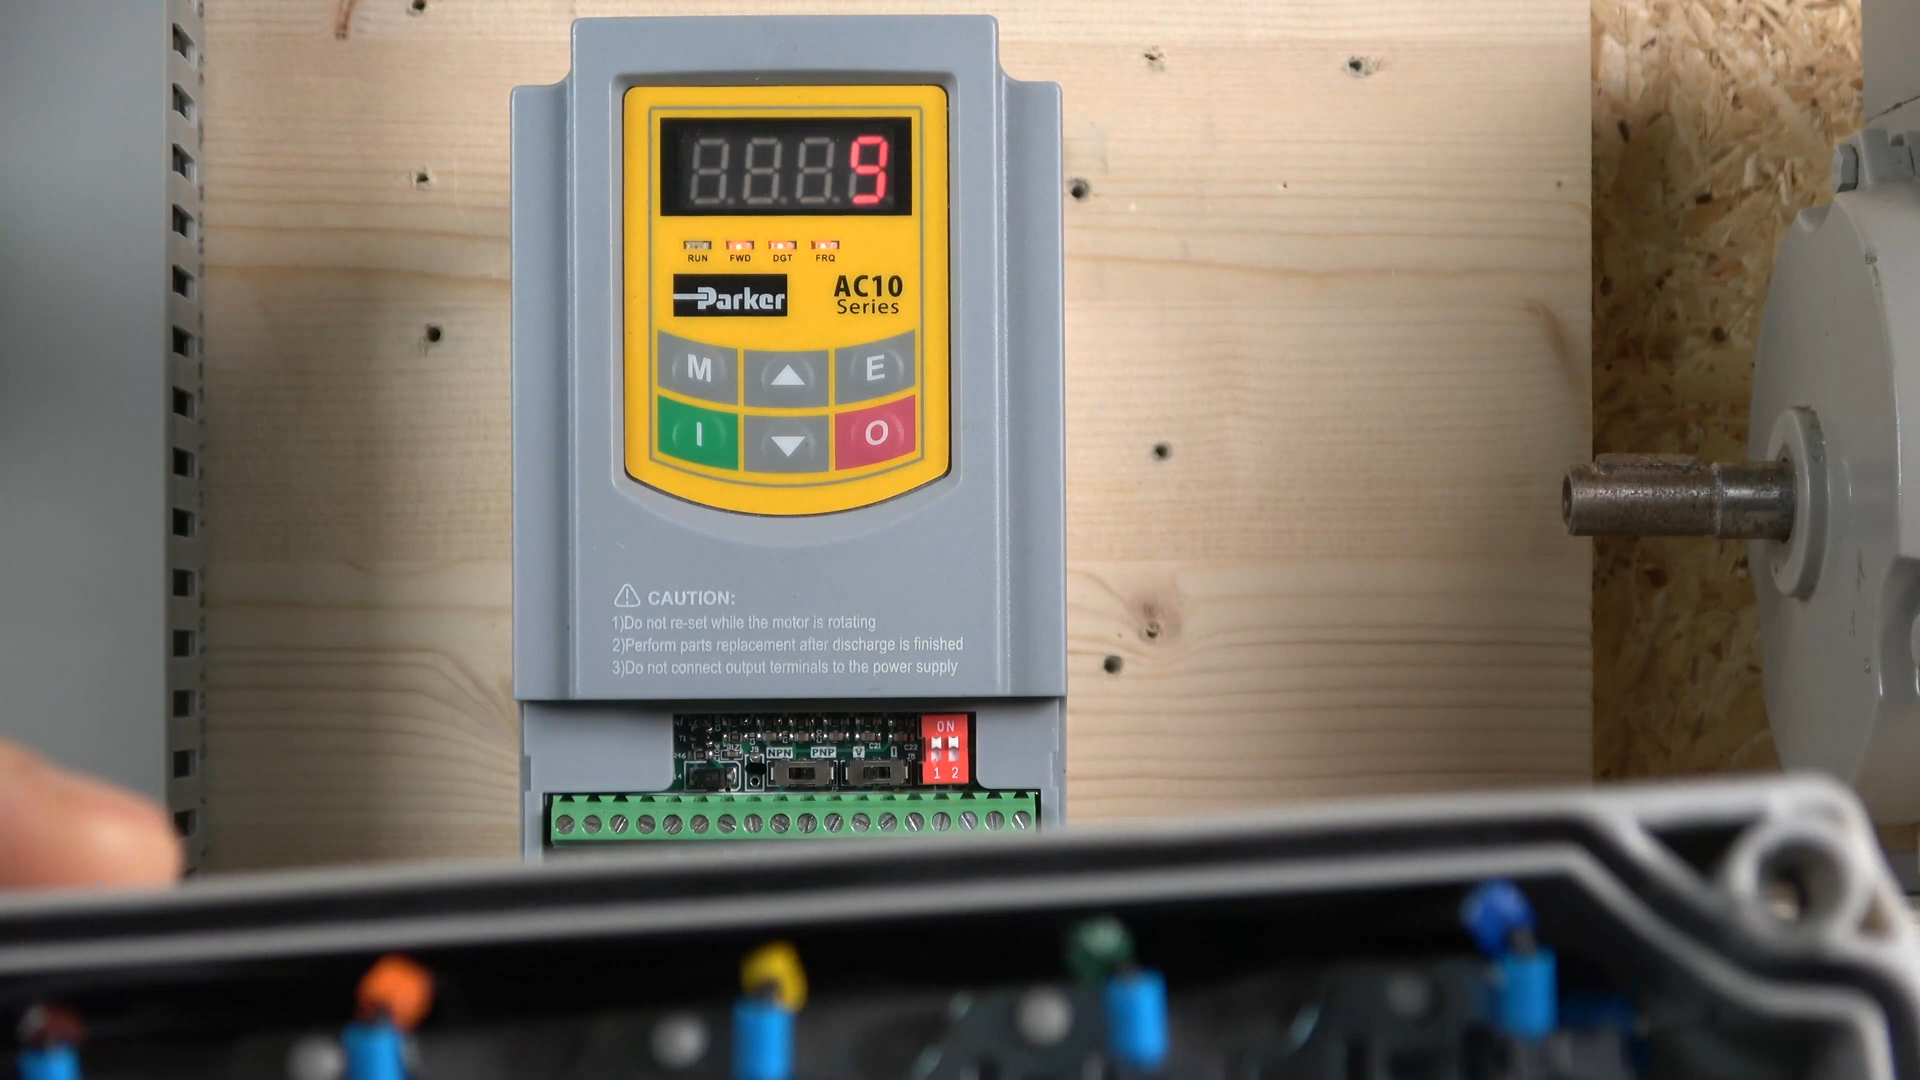 9
RUN FWD DGT FRQ
Parker
AC10
Series
M E
I O
CAUTION:
1)Do not re-set while the motor is rotating
2)Perform parts replacement after discharge is finished
3)Do not connect output terminals to the power supply
ON
NPN PNP V I C21 C22
1 2